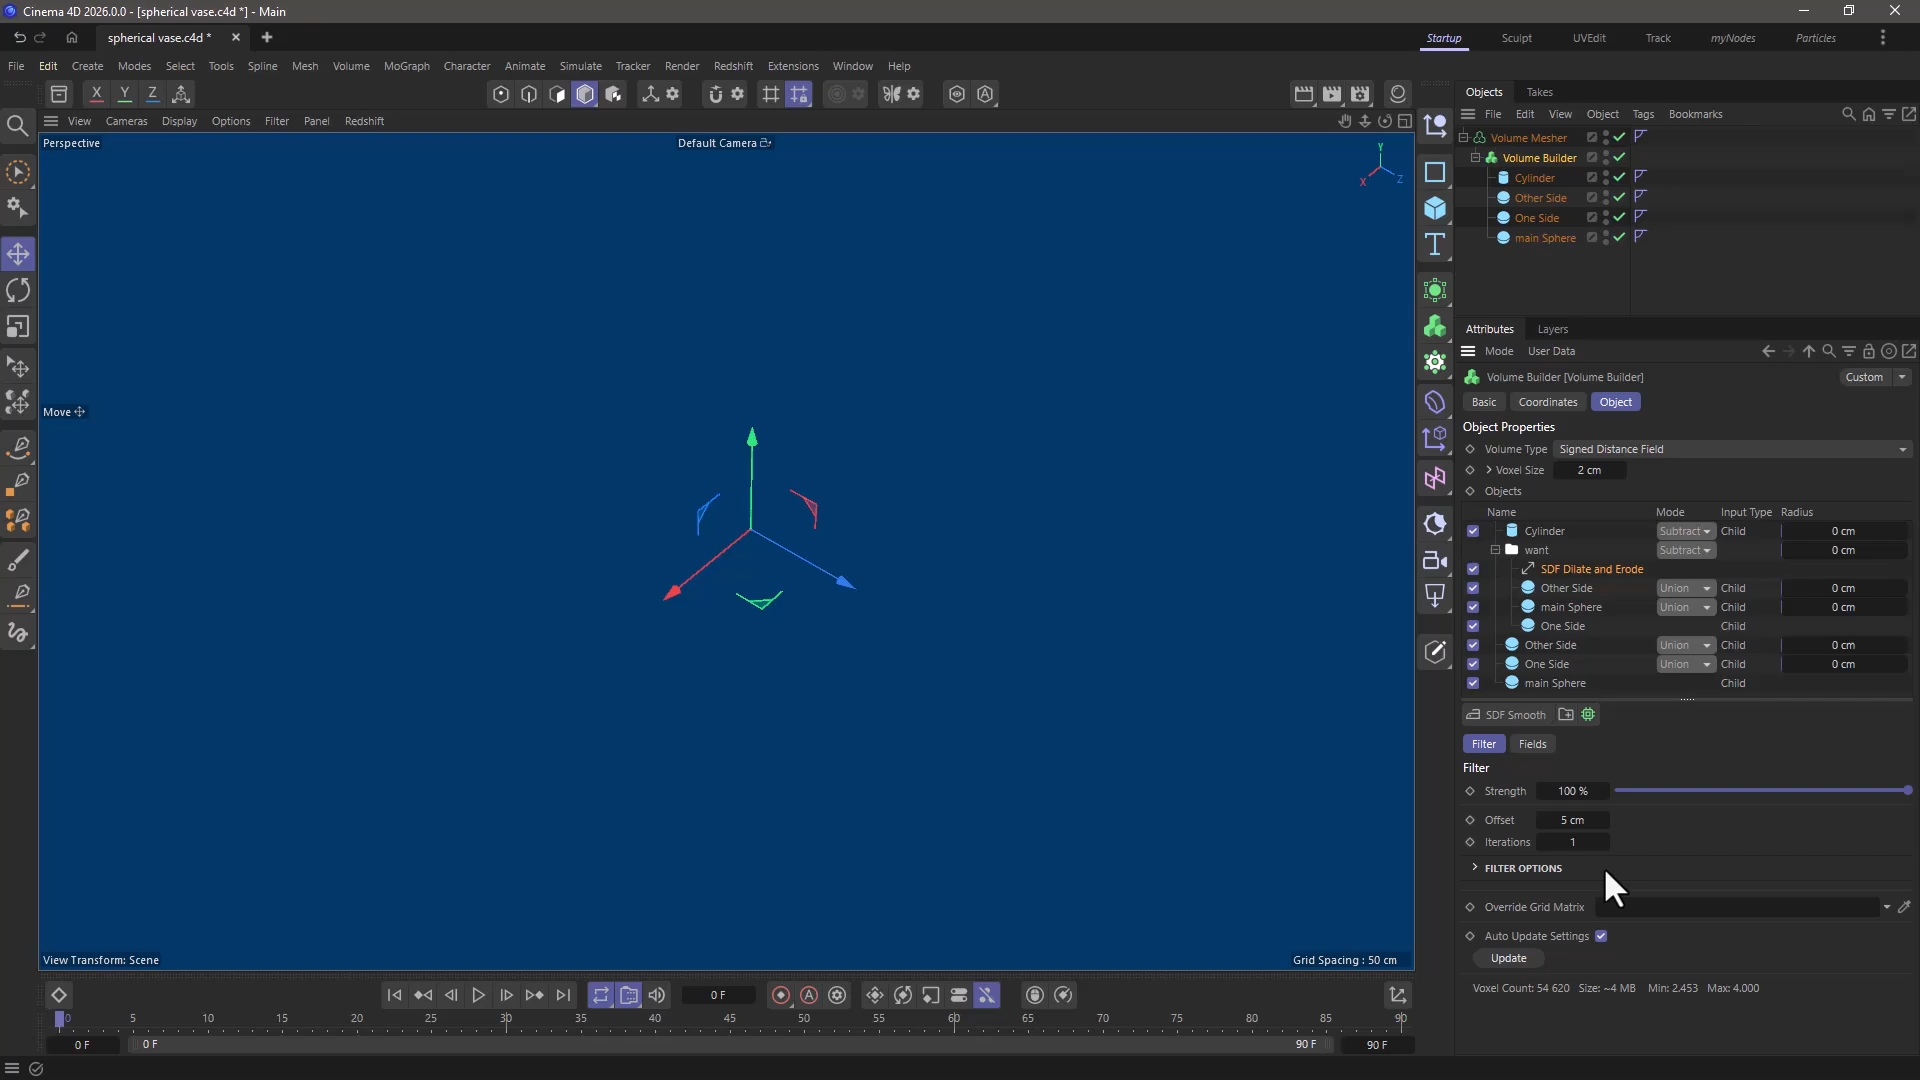 Cinema 4D 2026.0.0 - [spherical vase.c4d *] - Main
spherical vase.c4d *
Startup
Sculpt
UVEdit
Track
myNodes
Particles
File Edit Create Modes Select Tools Spline Mesh Volume MoGraph Character Animate Simulate Tracker Render Redshift Extensions Window Help
X Y Z
View Cameras Display Options Filter Panel Redshift
Perspective
Default Camera
Y
X
Z
Move
View Transform: Scene
Grid Spacing : 50 cm
Objects Takes
File Edit View Object Tags Bookmarks
Volume Mesher
Volume Builder
Cylinder
Other Side
One Side
main Sphere
Attributes Layers
Mode User Data
Volume Builder [Volume Builder]
Custom
Basic Coordinates Object
Object Properties
Volume Type Signed Distance Field
Voxel Size 2 cm
Objects
Name Mode Input Type Radius
Cylinder Subtract Child 0 cm
want Subtract 0 cm
SDF Dilate and Erode
Other Side Union Child 0 cm
main Sphere Union Child 0 cm
One Side Child
Other Side Union Child 0 cm
One Side Union Child 0 cm
main Sphere Child
SDF Smooth
Filter Fields
Filter
Strength 100 %
Offset 5 cm
Iterations 1
FILTER OPTIONS
Override Grid Matrix
Auto Update Settings
Update
Voxel Count: 54 620 Size: ~4 MB Min: 2.453 Max: 4.000
0 F
0 5 10 15 20 25 30 35 40 45 50 55 60 65 70 75 80 85 90
0 F 0 F 90 F 90 F